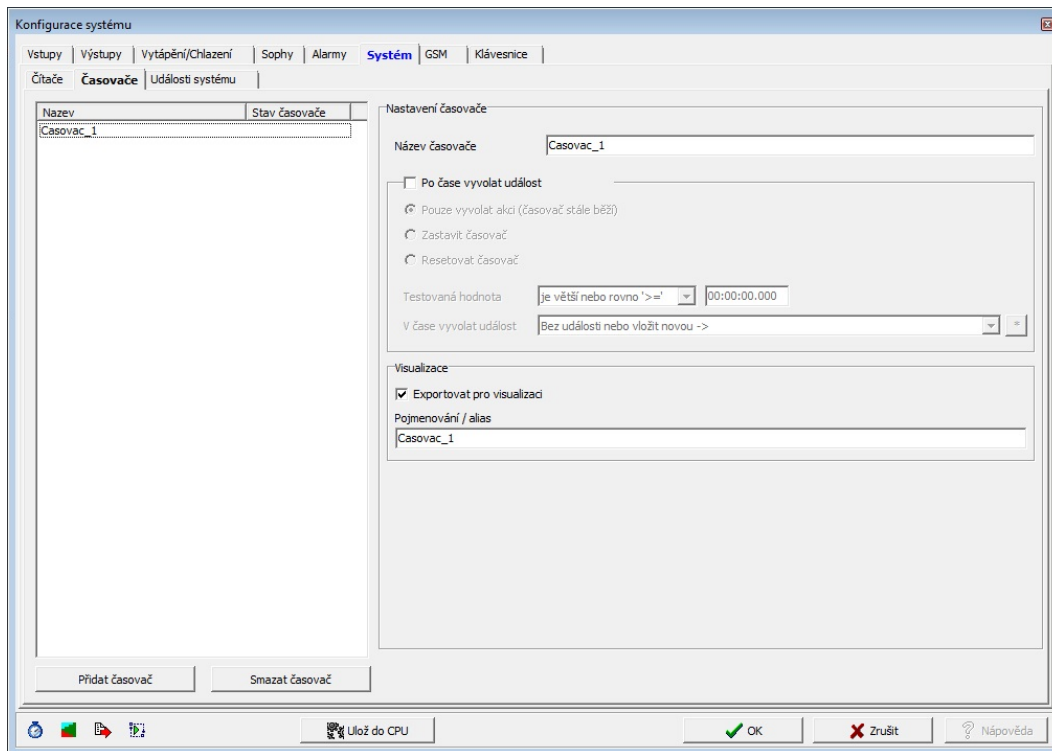 Konfigurace systému
Vstupy Výstupy Vytápění/Chlazení Sophy Alarmy Systém GSM Klávesnice
Čítače Časovače Události systému
Nazev Stav časovače
Casovac_1
Nastavení časovače
Název časovače Casovac_1
Po čase vyvolat událost
Pouze vyvolat akci (časovač stále běží)
Zastavit časovač
Resetovat časovač
Testovaná hodnota je větší nebo rovno '>=' 00:00:00.000
V čase vyvolat událost Bez události nebo vložit novou -> *
Visualizace
Exportovat pro visualizaci
Pojmenování / alias
Casovac_1
Přidat časovač Smazat časovač
Ulož do CPU OK Zrušit Nápověda